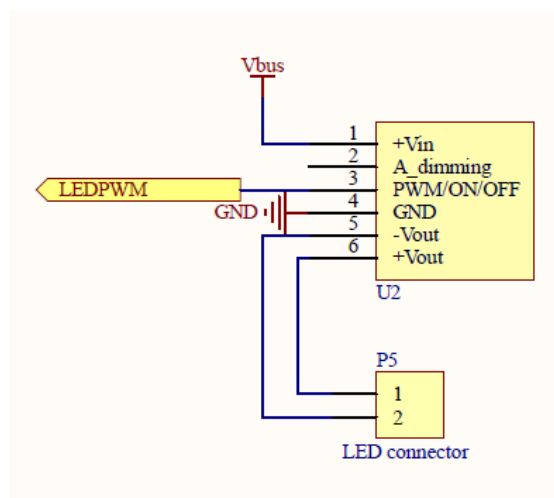 Vbus
1 +Vin
2 A_dimming
LEDPWM 3 PWM/ON/OFF
GND 4 GND
5 -Vout
6 +Vout
U2
P5
1
2
LED connector